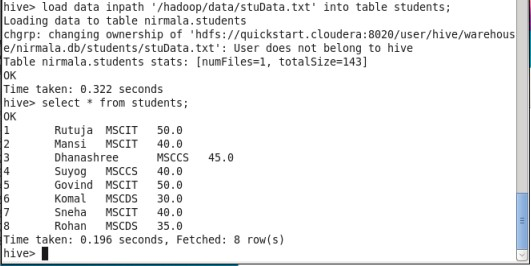 hive> load data inpath '/hadoop/data/stuData.txt' into table students;
Loading data to table nirmala.students
chgrp: changing ownership of 'hdfs://quickstart.cloudera:8020/user/hive/warehous
e/nirmala.db/students/stuData.txt': User does not belong to hive
Table nirmala.students stats: [numFiles=1, totalSize=143]
OK
Time taken: 0.322 seconds
hive> select * from students;
OK
1 Rutuja MSCIT 50.0
2 Mansi MSCIT 40.0
3 Dhanashree MSCCS 45.0
4 Suyog MSCCS 40.0
5 Govind MSCIT 50.0
6 Komal MSCDS 30.0
7 Sneha MSCIT 40.0
8 Rohan MSCDS 35.0
Time taken: 0.196 seconds, Fetched: 8 row(s)
hive>